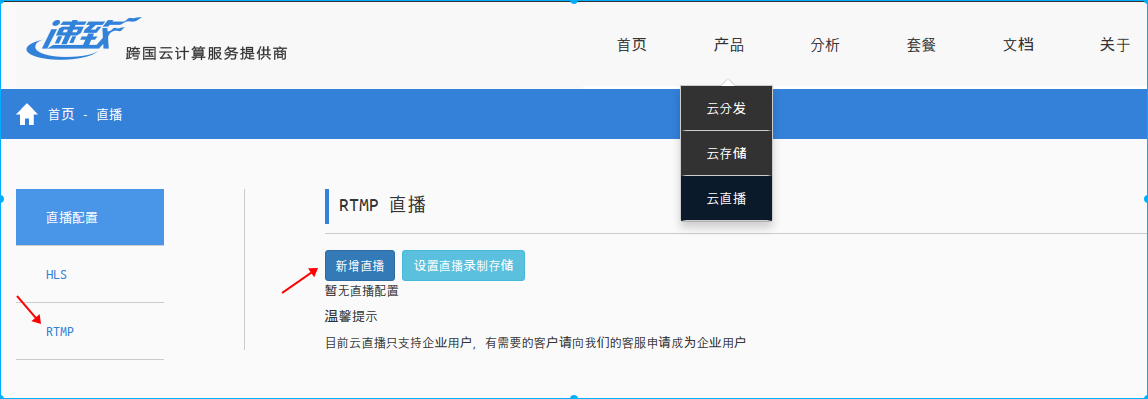 速致 跨国云计算服务提供商
首页 产品 分析 套餐 文档 关于
首页 - 直播
云分发
云存储
云直播
直播配置
HLS
RTMP
RTMP 直播
新增直播 设置直播录制存储
暂无直播配置
温馨提示
目前云直播只支持企业用户，有需要的客户请向我们的客服申请成为企业用户